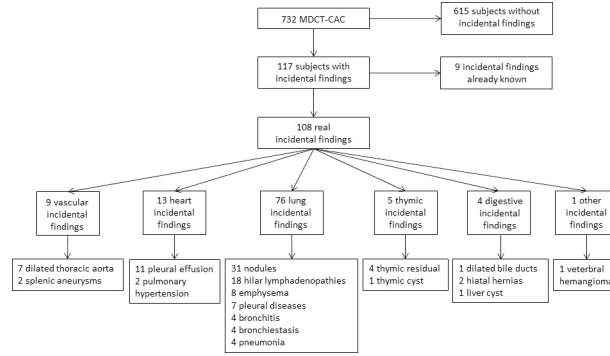 732 MDCT-CAC
615 subjects without
incidental findings
117 subjects with
incidental findings
9 incidental findings
already known
108 real
incidental findings
9 vascular
incidental
findings
13 heart
incidental
findings
76 lung
incidental
findings
5 thymic
incidental
findings
4 digestive
incidental
findings
1 other
incidental
findings
7 dilated thoracic aorta
2 splenic aneurysms
11 pleural effusion
2 pulmonary
hypertension
31 nodules
18 hilar lymphadenopathies
8 emphysema
7 pleural diseases
4 bronchitis
4 bronchiestasis
4 pneumonia
4 thymic residual
1 thymic cyst
1 dilated bile ducts
2 hiatal hernias
1 liver cyst
1 veterbral
hemangioma